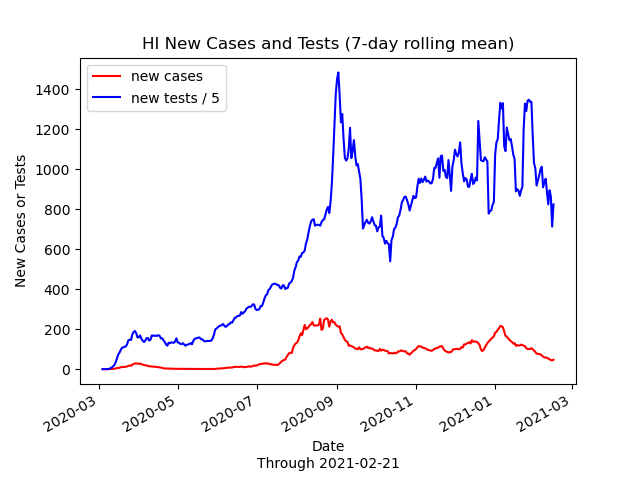 HI New Cases and Tests (7-day rolling mean)
new cases
new tests / 5
New Cases or Tests
1400
1200
1000
800
600
400
200
0
2020-03
2020-05
2020-07
2020-09
2020-11
2021-01
2021-03
Date
Through 2021-02-21